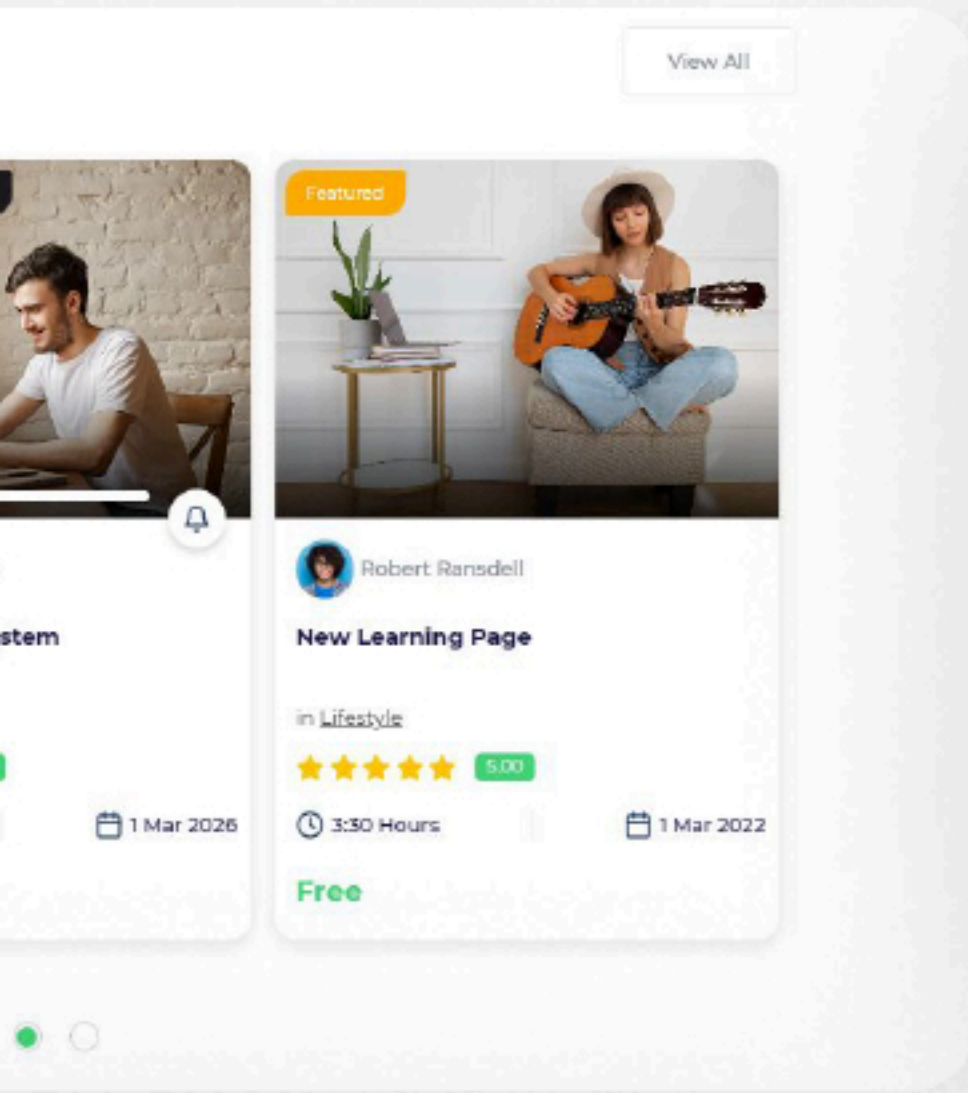 View All
Featured
Robert Ransdell
stem
New Learning Page
in Lifestyle
5.00
1 Mar 2026
3:30 Hours
1 Mar 2022
Free